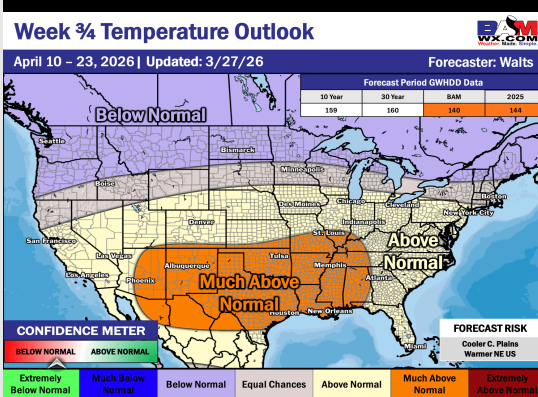 Week ¾ Temperature Outlook
BAM
WX.COM
Weather. Made. Simple.
April 10 – 23, 2026 | Updated: 3/27/26
Forecaster: Walts
Forecast Period GWHDD Data
10 Year 30 Year BAM 2025
159 160 140 144
Below Normal
Seattle
Bismarck
Minneapolis
Boise
Boston
Chicago
Cleveland
Des Moines
New York City
Denver
Indianapolis
San Francisco
St. Louis
Above
Normal
Las Vegas
Tulsa
Albuquerque
Memphis
Los Angeles
Phoenix
Atlanta
Much Above
Normal
Houston
New Orleans
Miami
CONFIDENCE METER
BELOW NORMAL ABOVE NORMAL
FORECAST RISK
Cooler C. Plains
Warmer NE US
Extremely
Below Normal
Much Below
Normal
Below Normal
Equal Chances
Above Normal
Much Above
Normal
Extremely
Above Normal